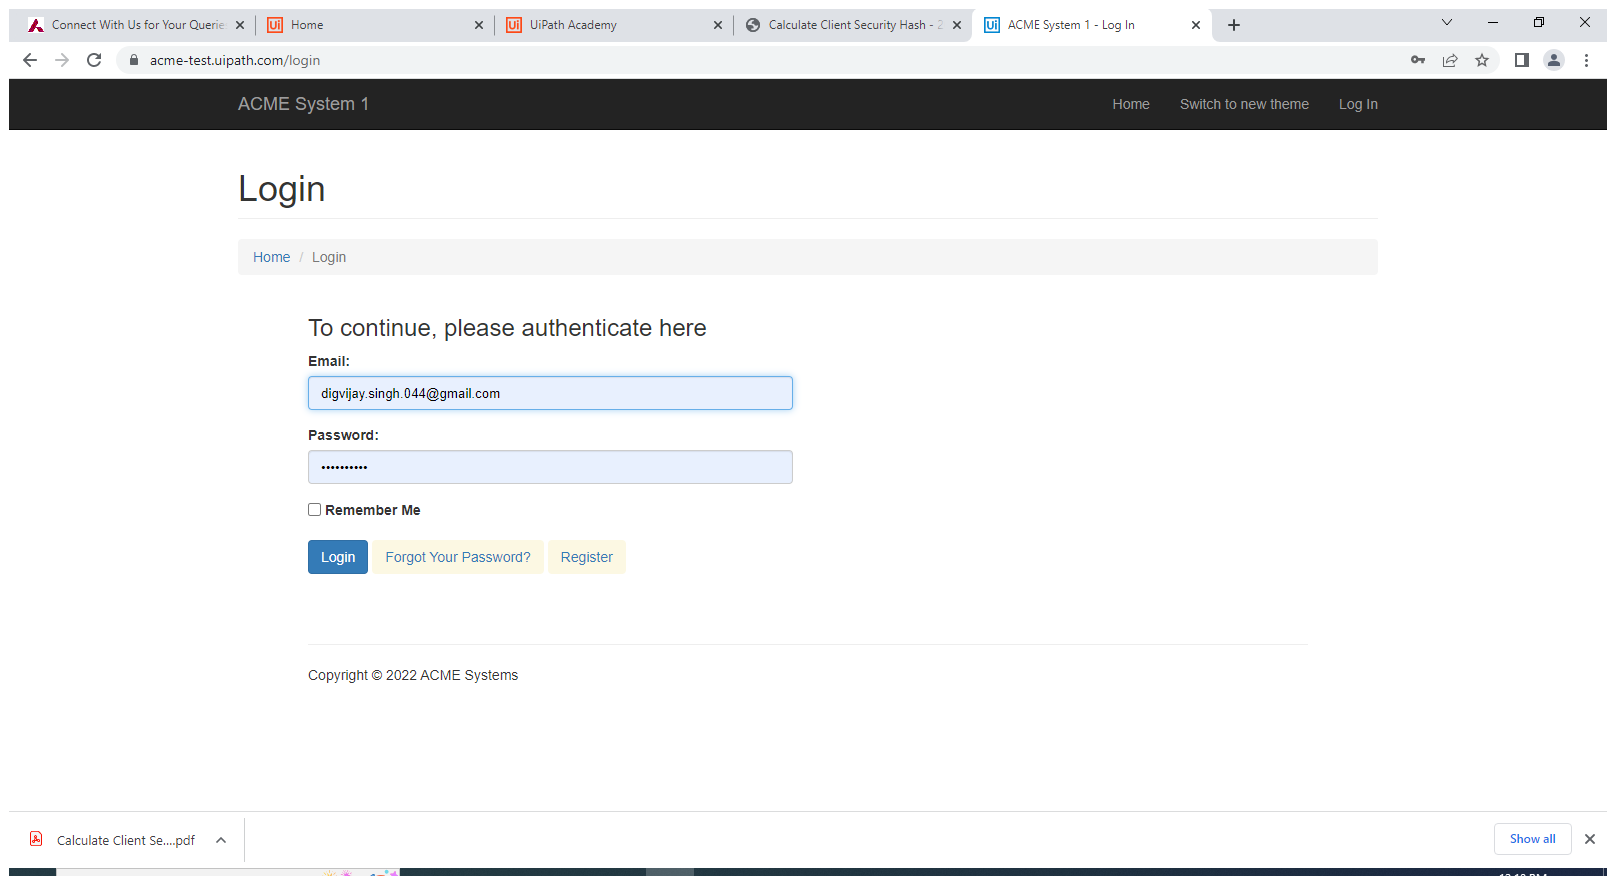 Connect With Us for Your Querie
Home
UiPath Academy
Calculate Client Security Hash - 2
ACME System 1 - Log In
acme-test.uipath.com/login
ACME System 1
Home
Switch to new theme
Log In
Login
Home / Login
To continue, please authenticate here
Email:
digvijay.singh.044@gmail.com
Password:
••••••••••
Remember Me
Login
Forgot Your Password?
Register
Copyright © 2022 ACME Systems
Calculate Client Se....pdf
Show all